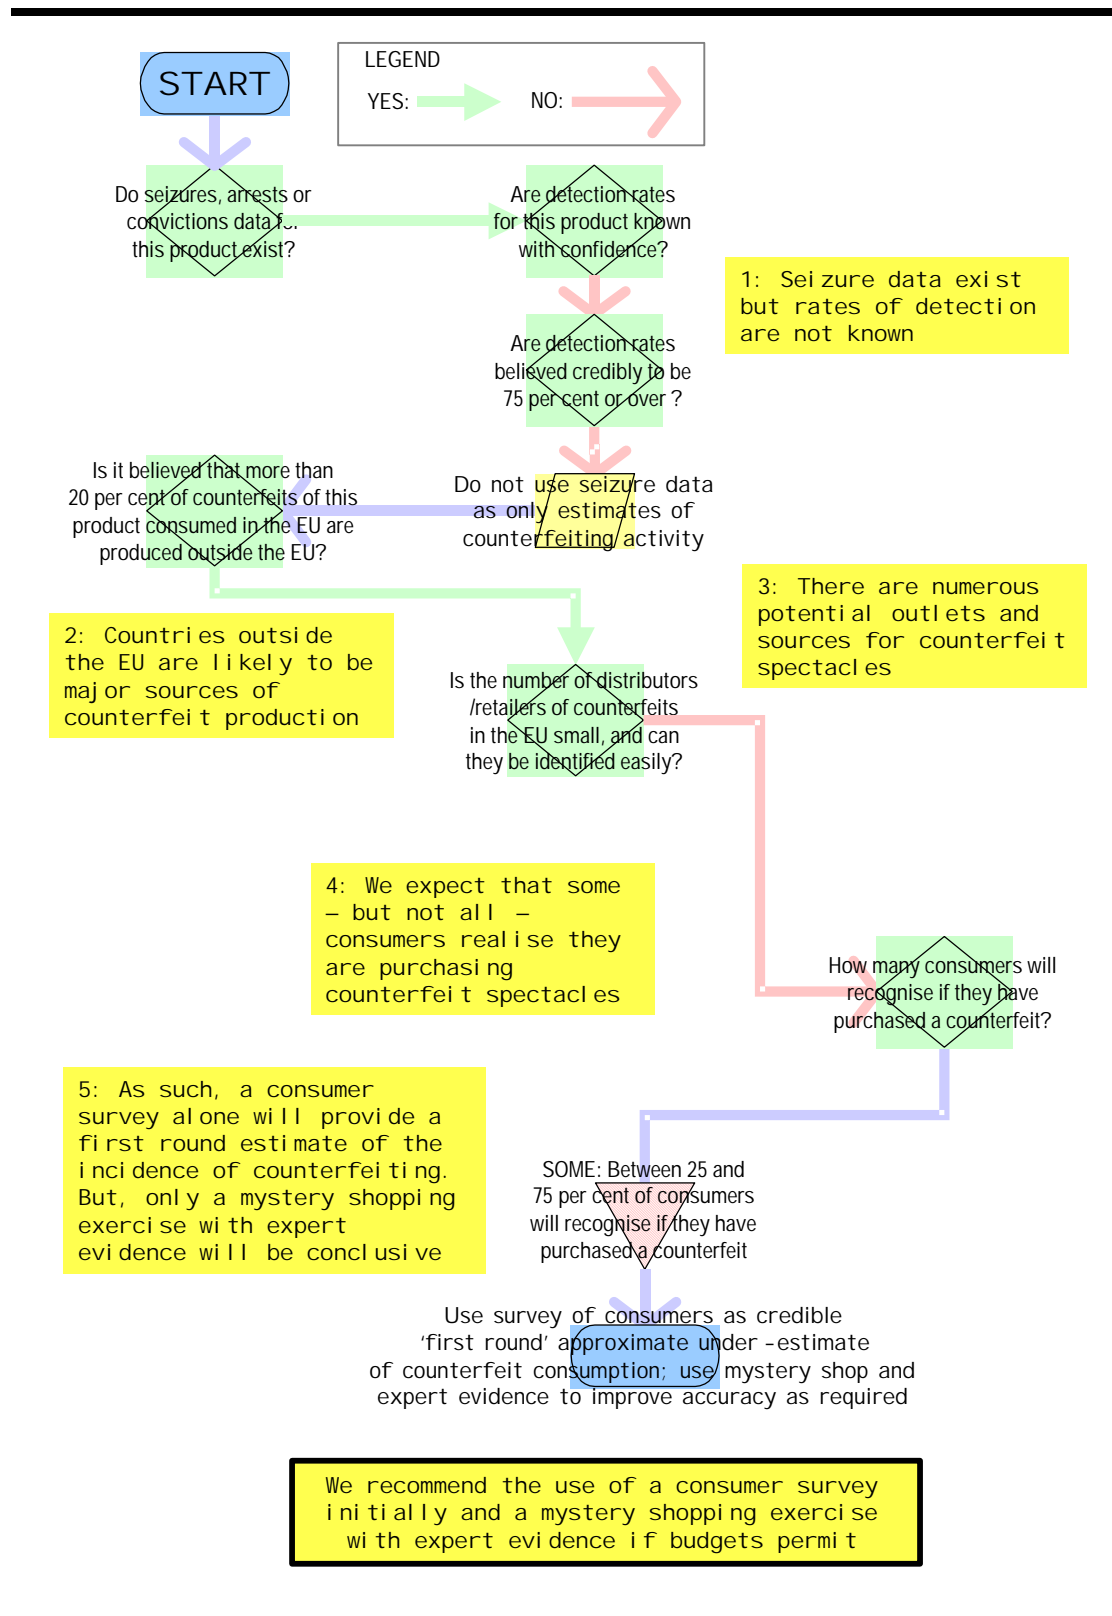 START
LEGEND
YES:
NO:
Do seizures, arrests or
convictions data for
this product exist?
Are detection rates
for this product known
with confidence?
1: Seizure data exist
but rates of detection
are not known
Are detection rates
believed credibly to be
75 per cent or over ?
Is it believed that more than
20 per cent of counterfeits of this
product consumed in the EU are
produced outside the EU?
Do not use seizure data
as only estimates of
counterfeiting activity
3: There are numerous
potential outlets and
sources for counterfeit
spectacles
2: Countries outside
the EU are likely to be
major sources of
counterfeit production
Is the number of distributors
/retailers of counterfeits
in the EU small, and can
they be identified easily?
4: We expect that some
– but not all –
consumers realise they
are purchasing
counterfeit spectacles
How many consumers will
recognise if they have
purchased a counterfeit?
5: As such, a consumer
survey alone will provide a
first round estimate of the
incidence of counterfeiting.
But, only a mystery shopping
exercise with expert
evidence will be conclusive
SOME: Between 25 and
75 per cent of consumers
will recognise if they have
purchased a counterfeit
Use survey of consumers as credible
‘first round’ approximate under-estimate
of counterfeit consumption; use mystery shop and
expert evidence to improve accuracy as required
We recommend the use of a consumer survey
initially and a mystery shopping exercise
with expert evidence if budgets permit